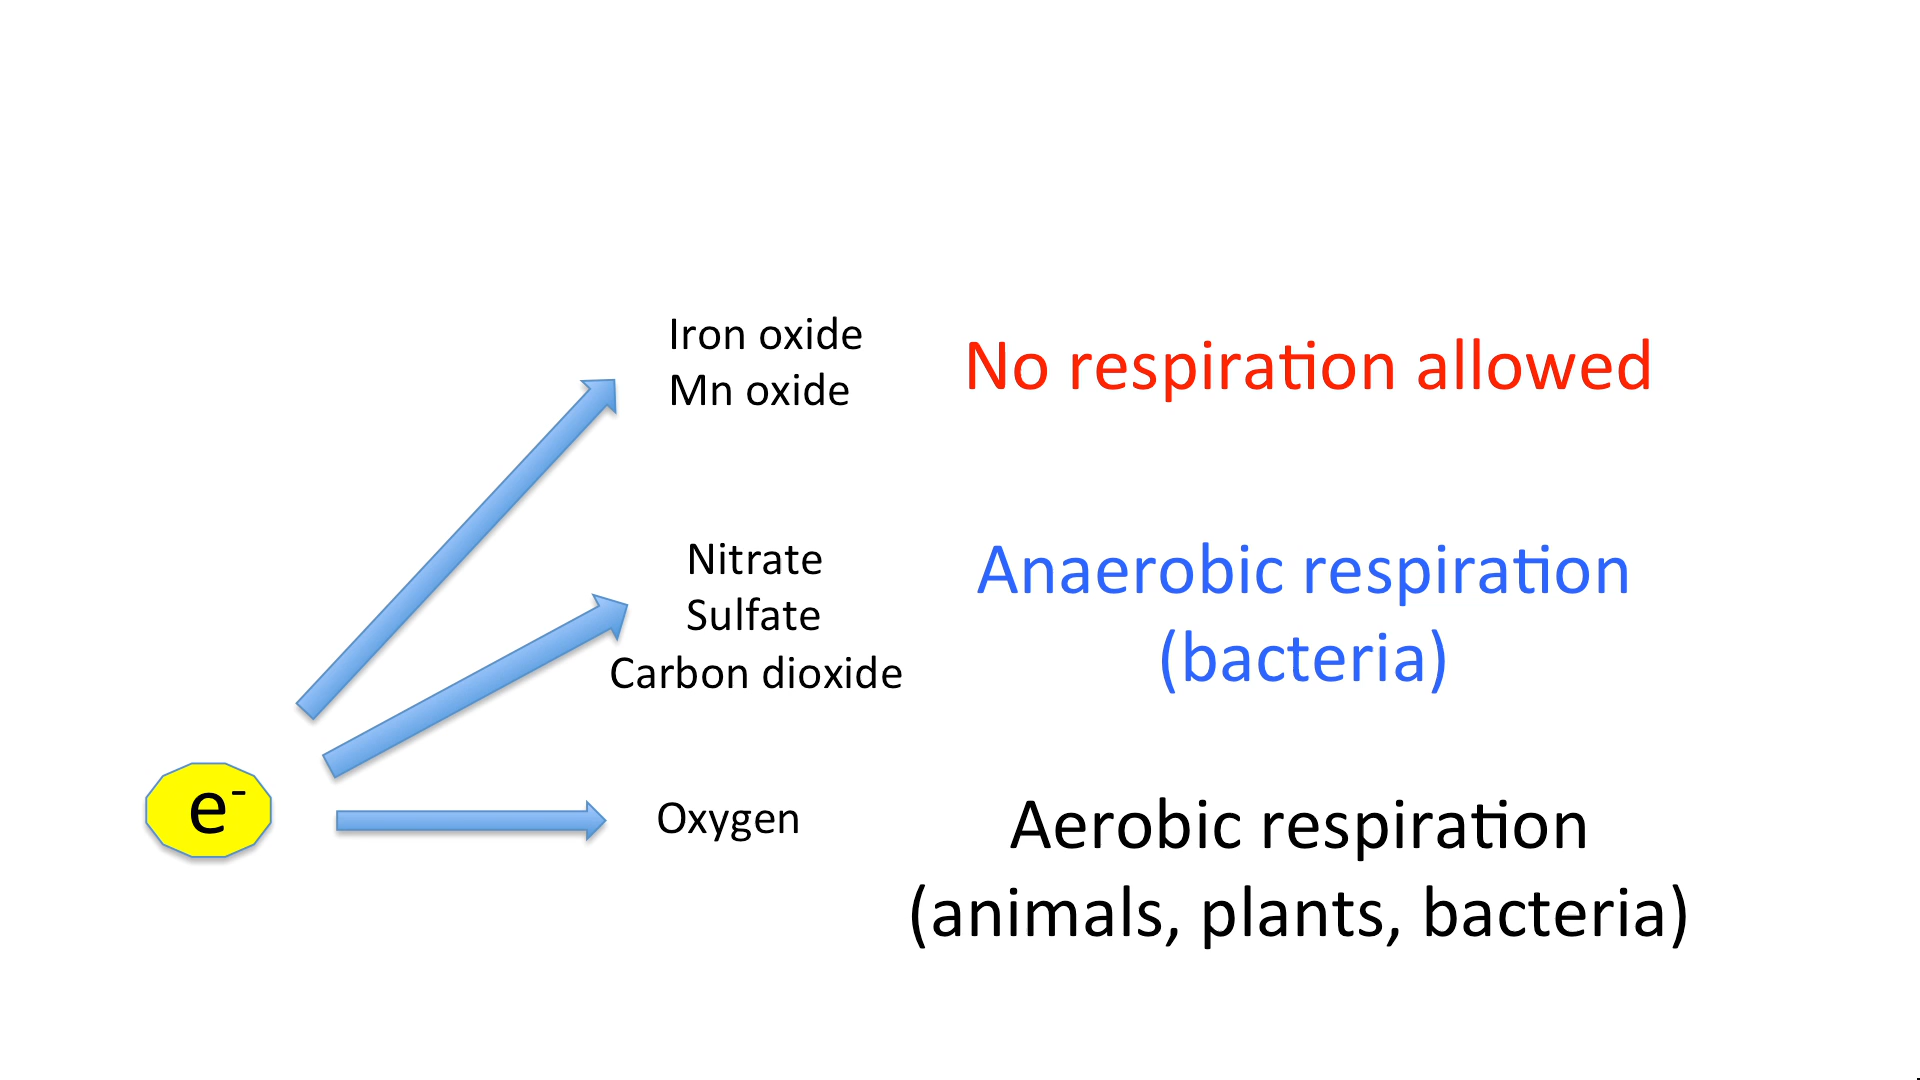 Iron oxide
Mn oxide
No respiration allowed
Nitrate
Sulfate
Carbon dioxide
Anaerobic respiration
(bacteria)
e-
Oxygen
Aerobic respiration
(animals, plants, bacteria)